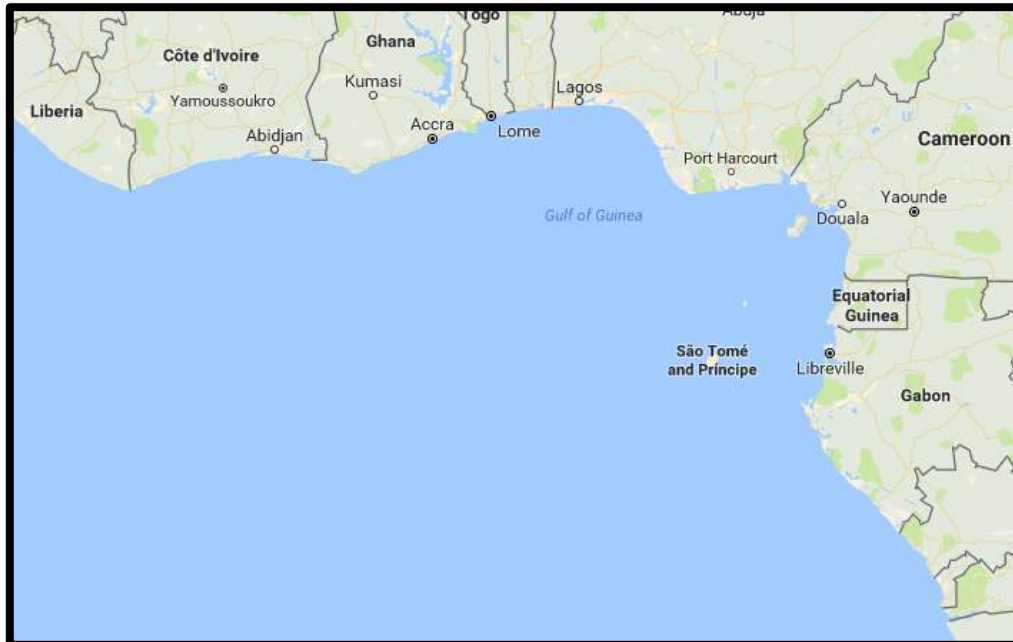 Togo
Abuja
Ghana
Côte d'Ivoire
Kumasi
Lagos
Yamoussoukro
Liberia
Accra
Lome
Abidjan
Cameroon
Port Harcourt
Yaounde
Gulf of Guinea
Douala
Equatorial
Guinea
São Tomé
and Príncipe
Libreville
Gabon